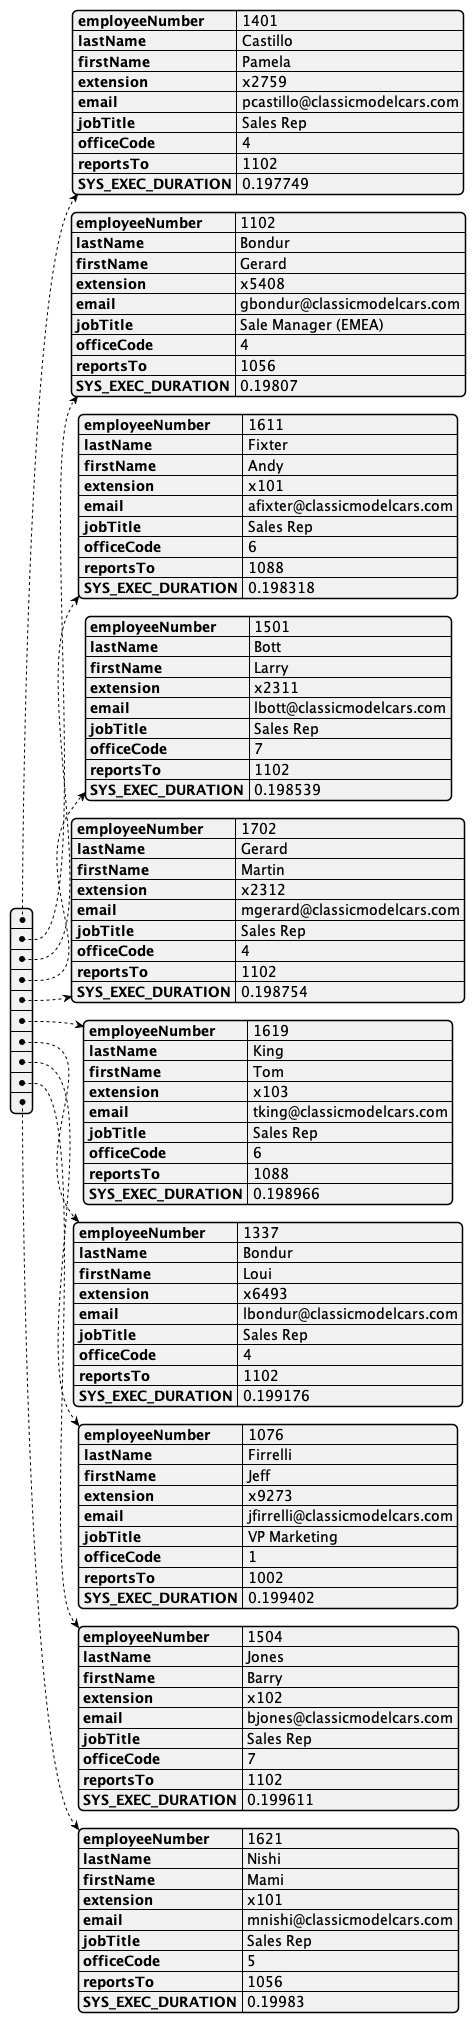 employeeNumber 1401
lastName Castillo
firstName Pamela
extension x2759
email pcastillo@classicmodelcars.com
jobTitle Sales Rep
officeCode 4
reportsTo 1102
SYS_EXEC_DURATION 0.197749
employeeNumber 1102
lastName Bondur
firstName Gerard
extension x5408
email gbondur@classicmodelcars.com
jobTitle Sale Manager (EMEA)
officeCode 4
reportsTo 1056
SYS_EXEC_DURATION 0.19807
employeeNumber 1611
lastName Fixter
firstName Andy
extension x101
email afixter@classicmodelcars.com
jobTitle Sales Rep
officeCode 6
reportsTo 1088
SYS_EXEC_DURATION 0.198318
employeeNumber 1501
lastName Bott
firstName Larry
extension x2311
email lbott@classicmodelcars.com
jobTitle Sales Rep
officeCode 7
reportsTo 1102
SYS_EXEC_DURATION 0.198539
employeeNumber 1702
lastName Gerard
firstName Martin
extension x2312
email mgerard@classicmodelcars.com
jobTitle Sales Rep
officeCode 4
reportsTo 1102
SYS_EXEC_DURATION 0.198754
employeeNumber 1619
lastName King
firstName Tom
extension x103
email tking@classicmodelcars.com
jobTitle Sales Rep
officeCode 6
reportsTo 1088
SYS_EXEC_DURATION 0.198966
employeeNumber 1337
lastName Bondur
firstName Loui
extension x6493
email lbondur@classicmodelcars.com
jobTitle Sales Rep
officeCode 4
reportsTo 1102
SYS_EXEC_DURATION 0.199176
employeeNumber 1076
lastName Firrelli
firstName Jeff
extension x9273
email jfirrelli@classicmodelcars.com
jobTitle VP Marketing
officeCode 1
reportsTo 1002
SYS_EXEC_DURATION 0.199402
employeeNumber 1504
lastName Jones
firstName Barry
extension x102
email bjones@classicmodelcars.com
jobTitle Sales Rep
officeCode 7
reportsTo 1102
SYS_EXEC_DURATION 0.199611
employeeNumber 1621
lastName Nishi
firstName Mami
extension x101
email mnishi@classicmodelcars.com
jobTitle Sales Rep
officeCode 5
reportsTo 1056
SYS_EXEC_DURATION 0.19983